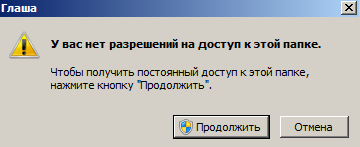 Глаша
У вас нет разрешений на доступ к этой папке.
Чтобы получить постоянный доступ к этой папке,
нажмите кнопку "Продолжить".
Продолжить
Отмена